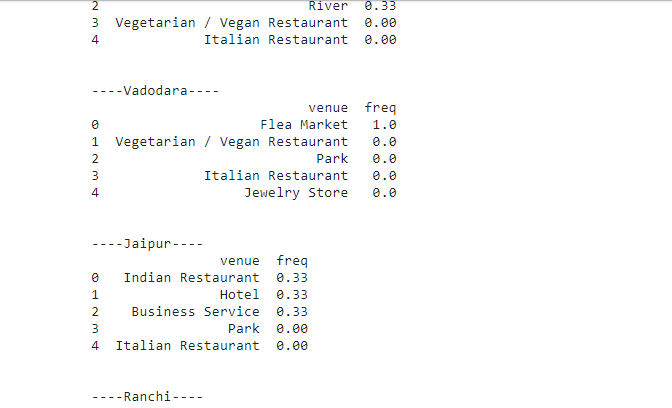 2 River 0.33
3 Vegetarian / Vegan Restaurant 0.00
4 Italian Restaurant 0.00
----Vadodara----
venue freq
0 Flea Market 1.0
1 Vegetarian / Vegan Restaurant 0.0
2 Park 0.0
3 Italian Restaurant 0.0
4 Jewelry Store 0.0
----Jaipur----
venue freq
0 Indian Restaurant 0.33
1 Hotel 0.33
2 Business Service 0.33
3 Park 0.00
4 Italian Restaurant 0.00
----Ranchi----